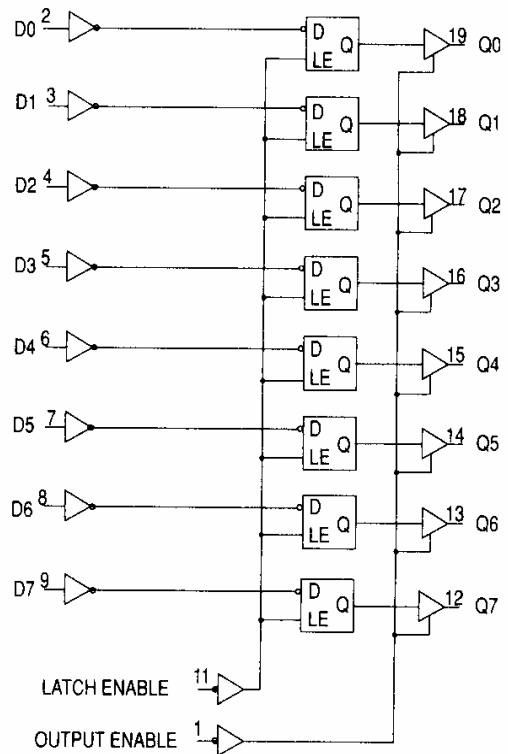 D0 2 D Q LE 19 Q0
D1 3 D Q LE 18 Q1
D2 4 D Q LE 17 Q2
D3 5 D Q LE 16 Q3
D4 6 D Q LE 15 Q4
D5 7 D Q LE 14 Q5
D6 8 D Q LE 13 Q6
D7 9 D Q LE 12 Q7
LATCH ENABLE 11
OUTPUT ENABLE 1